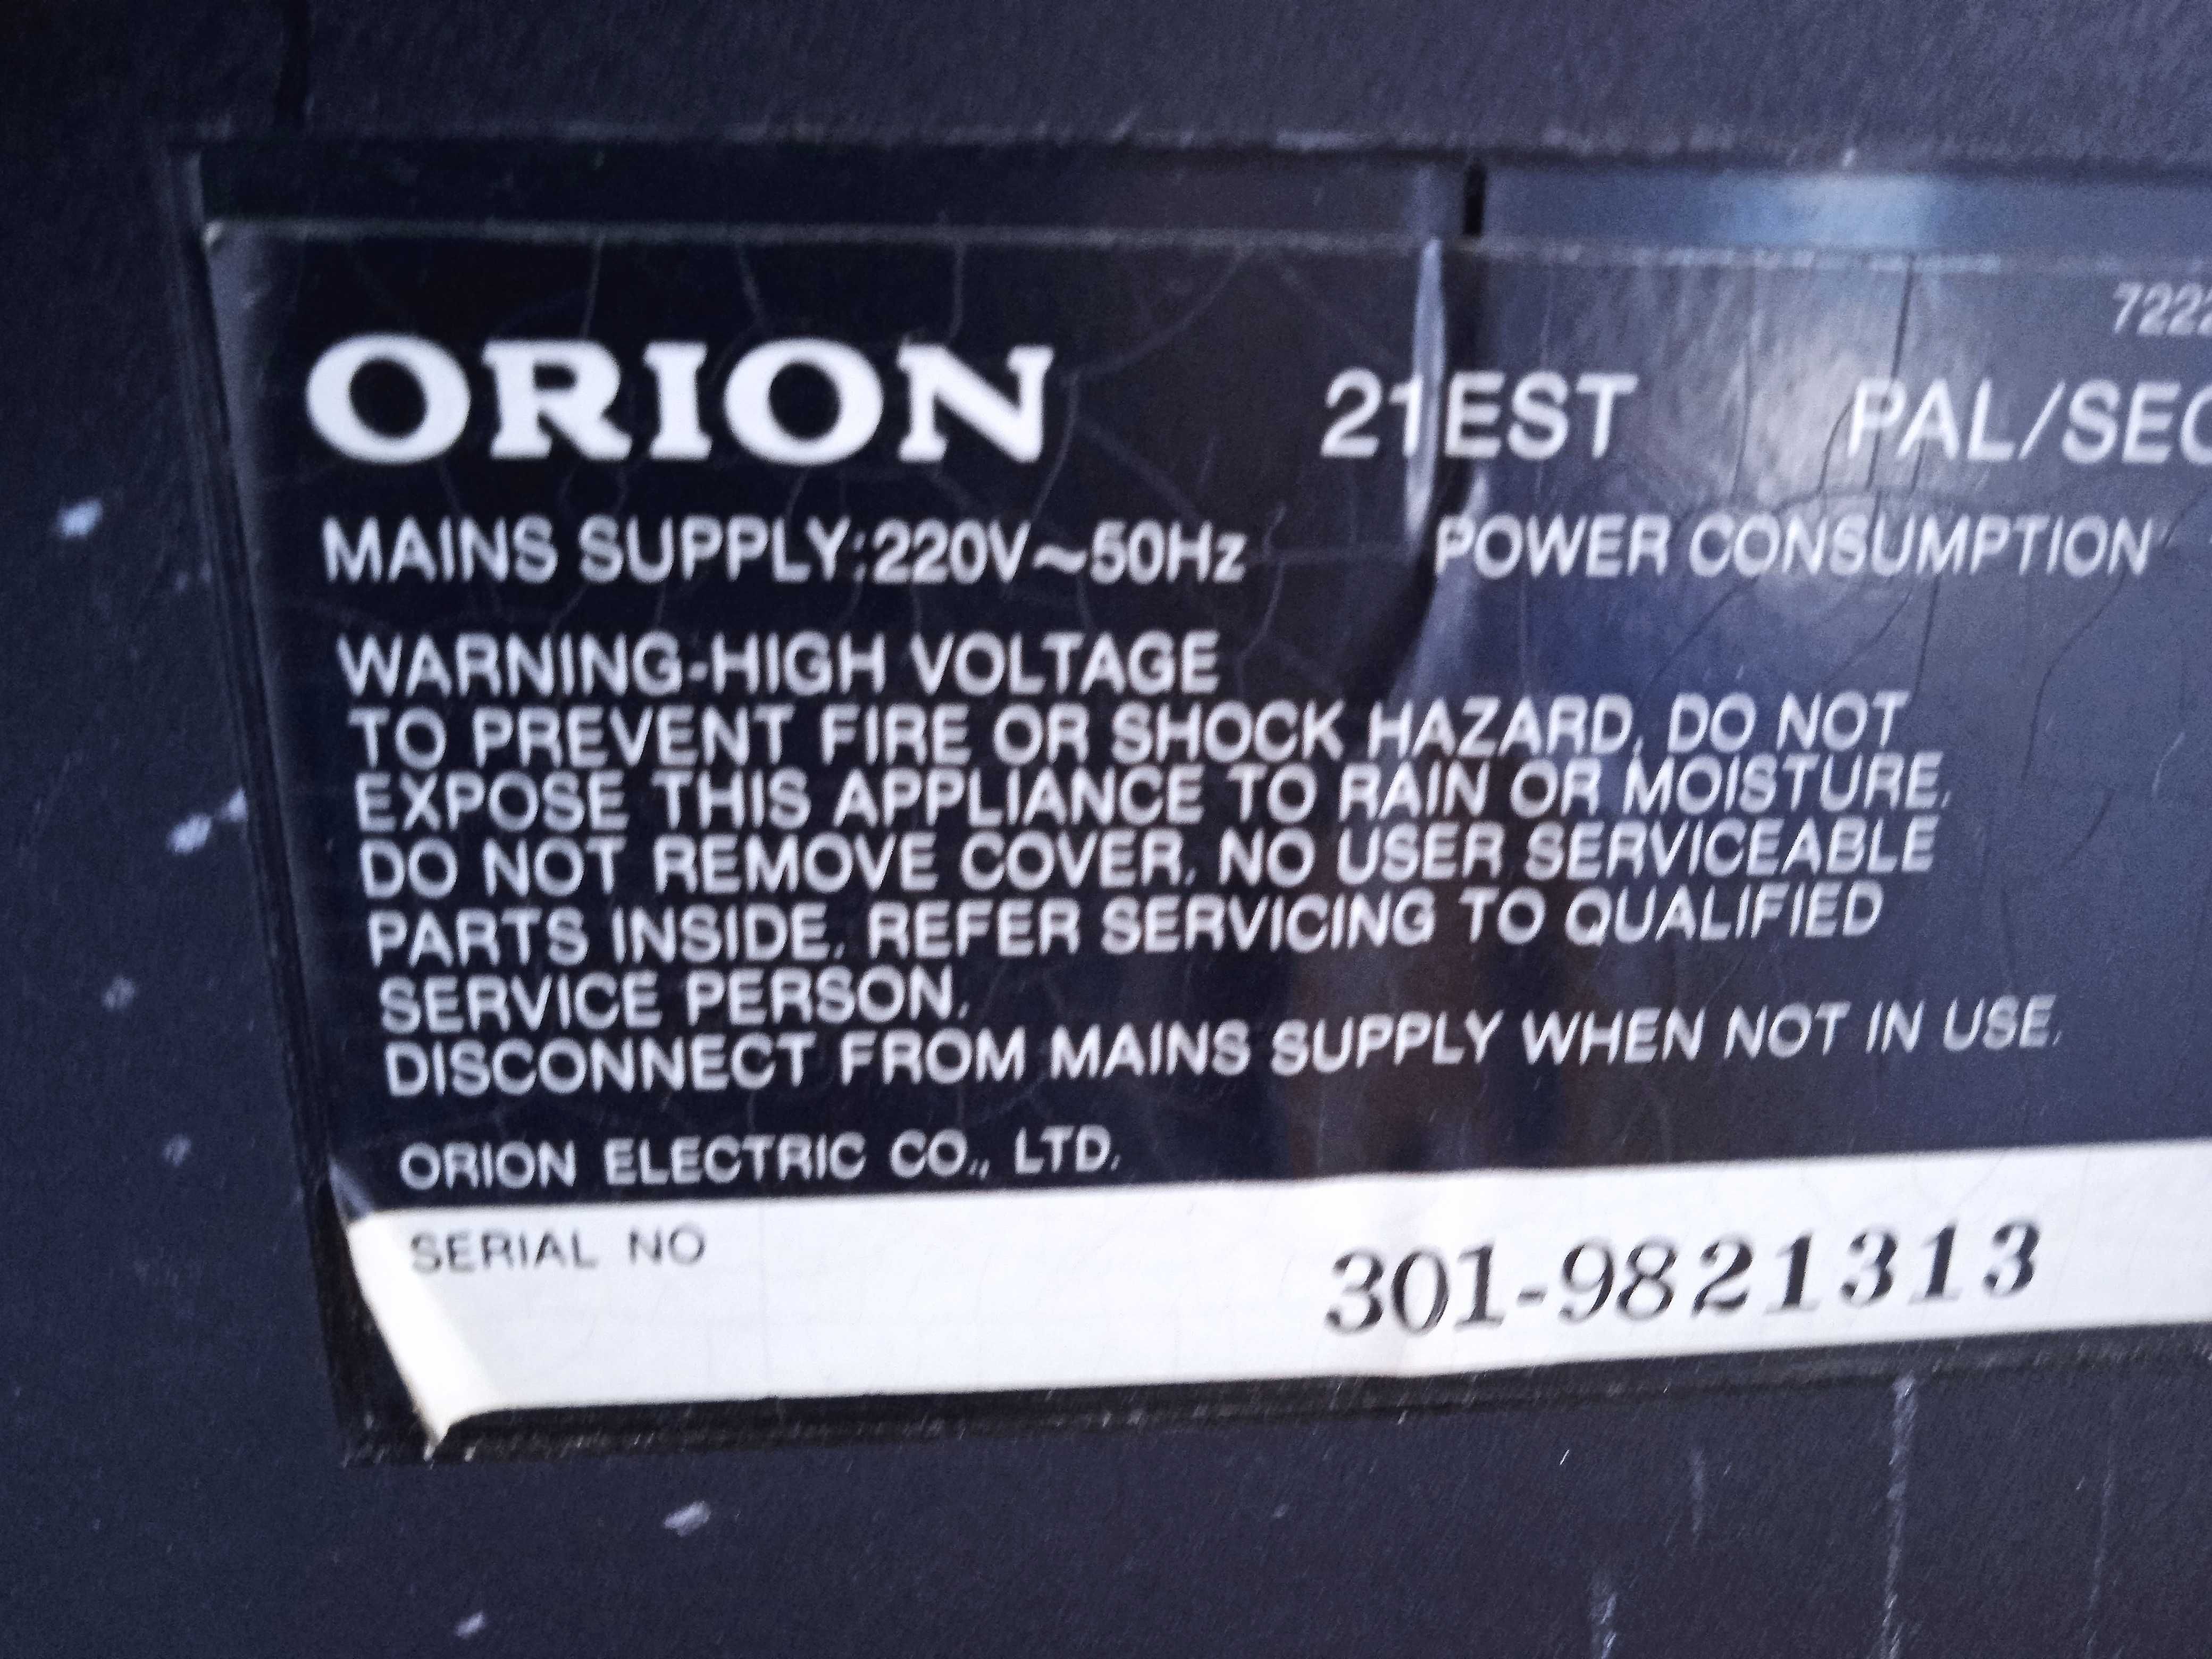 722
ORION 21EST PAL/SEC
MAINS SUPPLY:220V~50Hz POWER CONSUMPTION
WARNING-HIGH VOLTAGE
TO PREVENT FIRE OR SHOCK HAZARD, DO NOT
EXPOSE THIS APPLIANCE TO RAIN OR MOISTURE.
DO NOT REMOVE COVER. NO USER SERVICEABLE
PARTS INSIDE. REFER SERVICING TO QUALIFIED
SERVICE PERSON.
DISCONNECT FROM MAINS SUPPLY WHEN NOT IN USE.
ORION ELECTRIC CO., LTD.
SERIAL NO 301-9821313